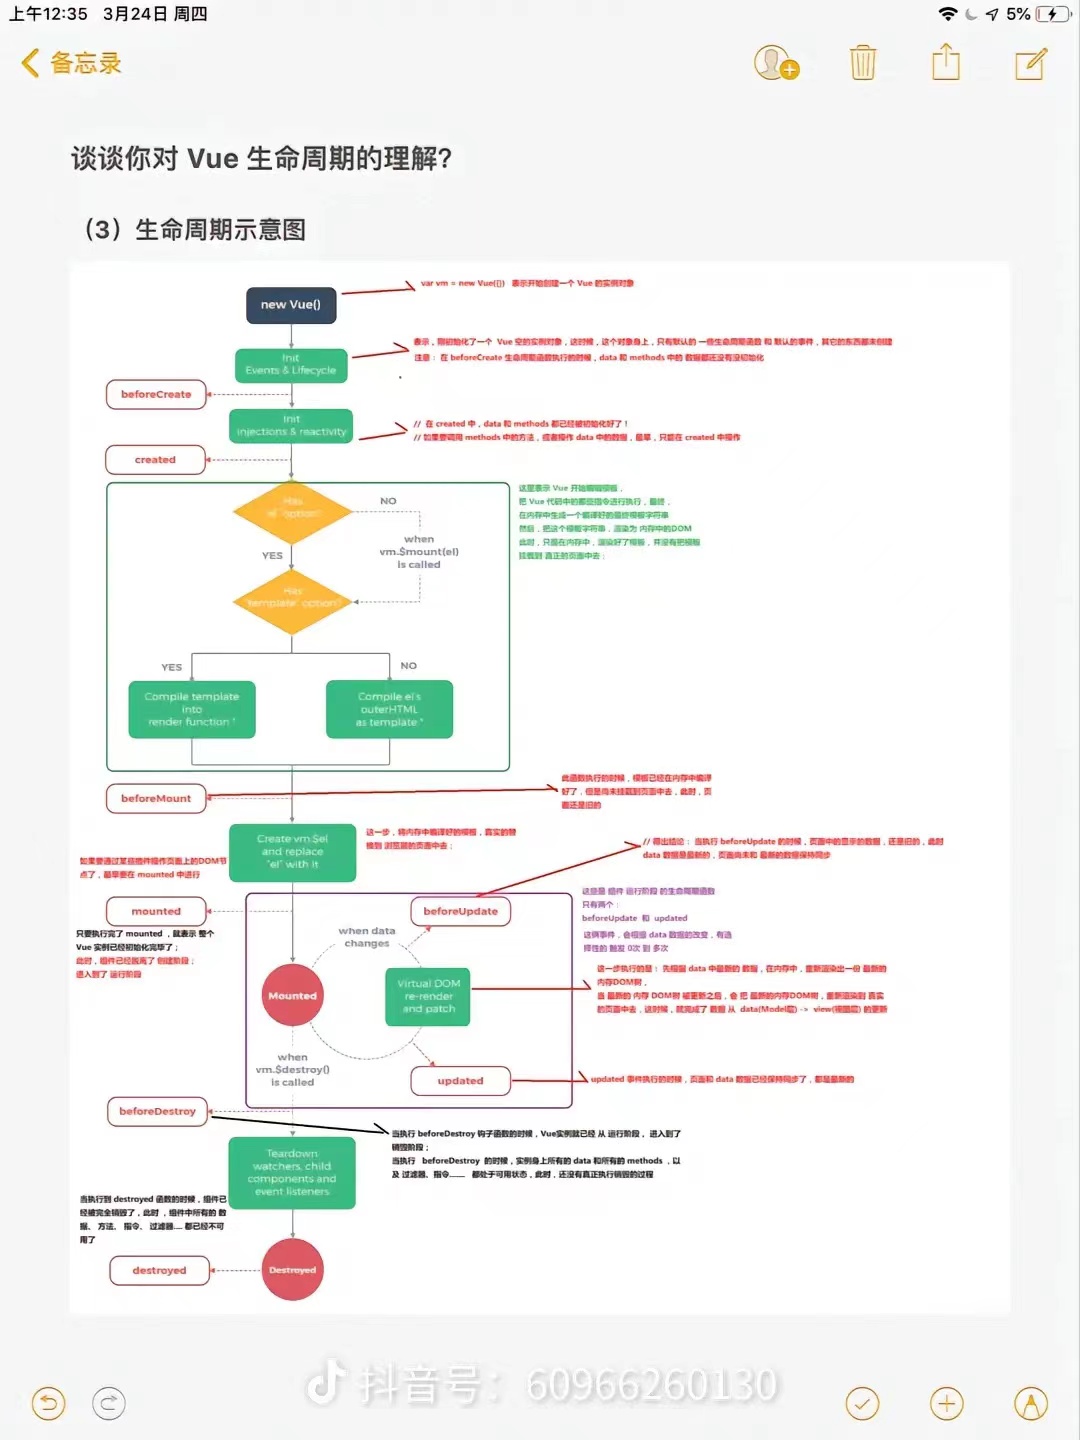 上午12:35 3月24日 周四
5%
备忘录
谈谈你对 Vue 生命周期的理解？
（3）生命周期示意图
new Vue()
var vm = new Vue({}) 表示开始创建一个 Vue 的实例对象
Init
Events & Lifecycle
表示，刚初始化了一个 Vue 空的实例对象，这时候，这个对象身上，只有默认的 一些生命周期函数 和 默认的事件，其它的东西都未创建
注意： 在 beforeCreate 生命周期函数执行的时候，data 和 methods 中的 数据都还没有没初始化
beforeCreate
Init
injections & reactivity
// 在 created 中，data 和 methods 都已经被初始化好了！
// 如果要调用 methods 中的方法，或者操作 data 中的数据，最早，只能在 created 中操作
created
Has
"el" option?
NO
YES
when
vm.$mount(el)
is called
Has
"template" option?
这里表示 Vue 开始编辑模板，
把 Vue 代码中的那些指令进行执行，最终，
在内存中生成一个编译好的最终模板字符串
然后，把这个模板字符串，渲染为 内存中的DOM
此时，只是在内存中，渲染好了模板，并没有把模板
挂载到 真正的页面中去；
YES
NO
Compile template
into
render function *
Compile el's
outerHTML
as template *
beforeMount
此函数执行的时候，模板已经在内存中编译
好了，但是尚未挂载到页面中去，此时，页
面还是旧的
Create vm.$el
and replace
"el" with it
这一步，将内存中编译好的模板，真实的替
换到 浏览器的页面中去；
如果要通过某些插件操作页面上的DOM节
点了，最早要在 mounted 中进行
// 得出结论： 当执行 beforeUpdate 的时候，页面中的显示的数据，还是旧的，此时
data 数据是最新的，页面尚未和 最新的数据保持同步
mounted
只要执行完了 mounted ，就表示 整个
Vue 实例已经初始化完毕了；
此时，组件已经脱离了 创建阶段；
进入到了 运行阶段
beforeUpdate
这些是 组件 运行阶段 的生命周期函数
只有两个：
beforeUpdate 和 updated
这俩事件，会根据 data 数据的改变，有选
择性的 触发 0次 到 多次
when data
changes
Mounted
Virtual DOM
re-render
and patch
这一步执行的是： 先根据 data 中最新的 数据，在内存中，重新渲染出一份 最新的
内存DOM树，
当 最新的 内存 DOM树 被更新之后，会 把 最新的内存DOM树，重新渲染到 真实
的页面中去，这时候，就完成了 数据 从 data(Model层) -> view(视图层) 的更新
when
vm.$destroy()
is called
updated
updated 事件执行的时候，页面和 data 数据已经保持同步了，都是最新的
beforeDestroy
当执行 beforeDestroy 钩子函数的时候，Vue实例就已经 从 运行阶段，进入到了
销毁阶段；
当执行 beforeDestroy 的时候，实例身上所有的 data 和所有的 methods ，以
及 过滤器、指令…… 都处于可用状态，此时，还没有真正执行销毁的过程
Teardown
watchers, child
components and
event listeners
当执行到 destroyed 函数的时候，组件已
经被完全销毁了，此时，组件中所有的 数
据、 方法、 指令、 过滤器.... 都已经不可
用了
destroyed
Destroyed
抖音号：60966260130